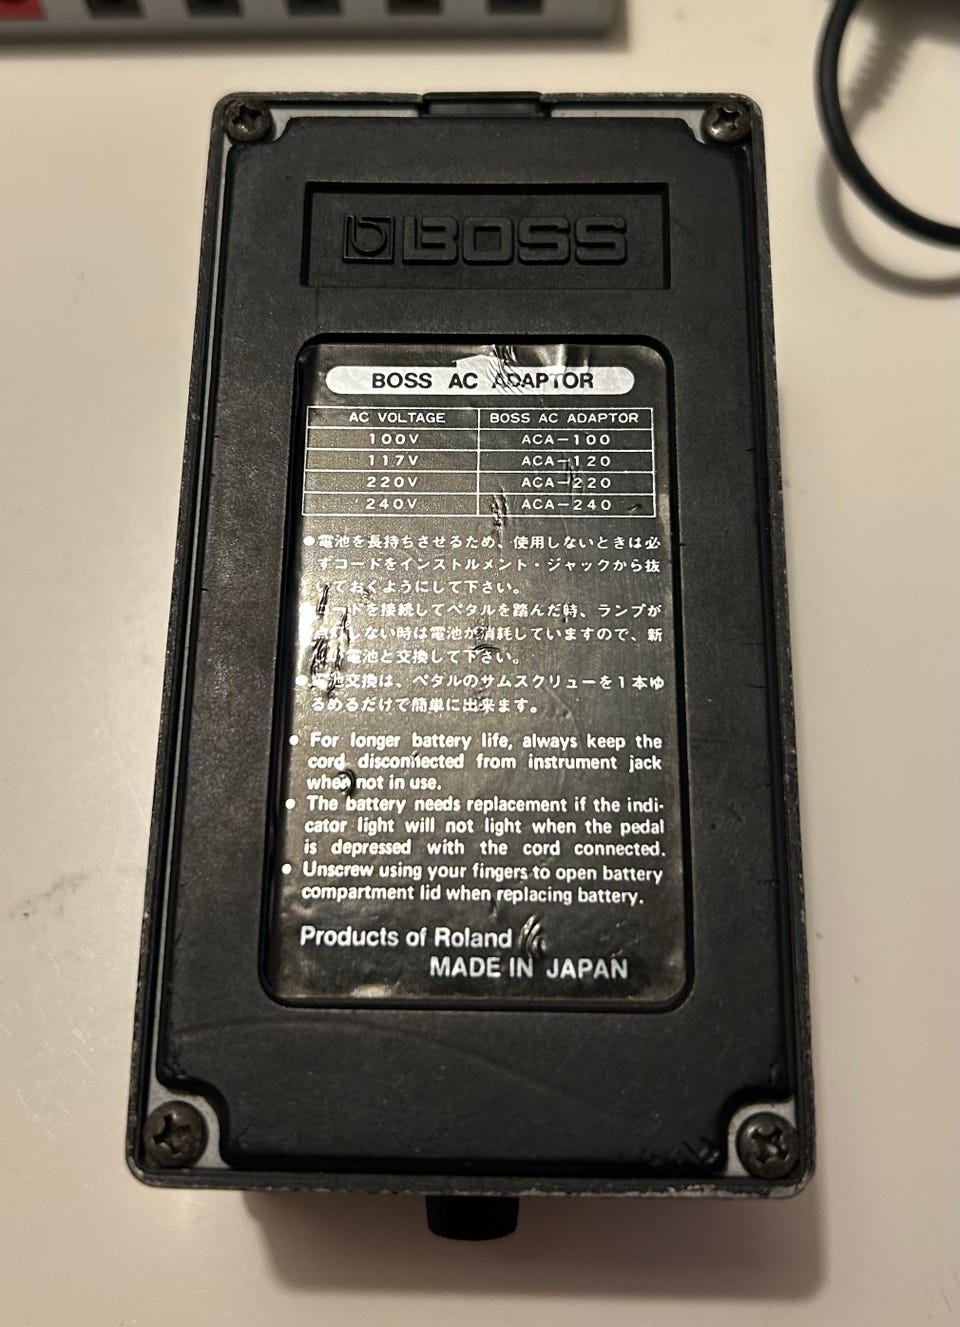 BOSS
BOSS AC ADAPTOR
AC VOLTAGE BOSS AC ADAPTOR
100V ACA-100
117V ACA-120
220V ACA-220
240V ACA-240
●電池を長持ちさせるため、使用しないときは必
ずコードをインストルメント・ジャックから抜
いておくようにして下さい。
コードを接続してペダルを踏んだ時、ランプが
点灯しない時は電池が消耗していますので、新
しい電池と交換して下さい。
●電池交換は、ペダルのサムスクリューを1本ゆ
るめるだけで簡単に出来ます。
● For longer battery life, always keep the
cord disconnected from instrument jack
when not in use.
● The battery needs replacement if the indi-
cator light will not light when the pedal
is depressed with the cord connected.
● Unscrew using your fingers to open battery
compartment lid when replacing battery.
Products of Roland
MADE IN JAPAN